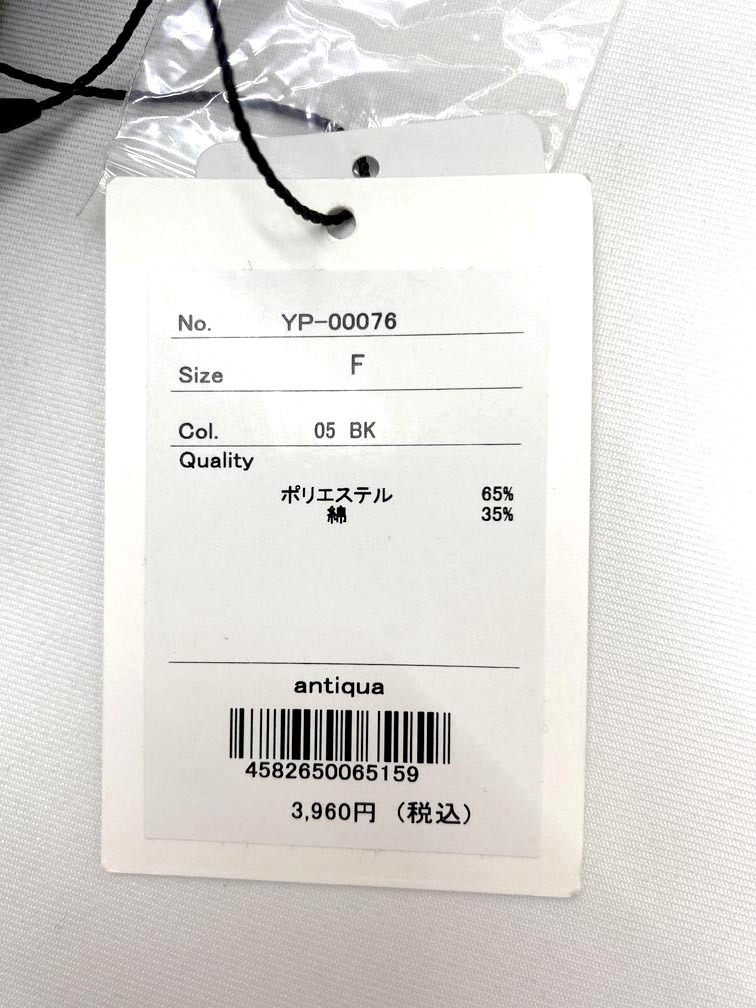 No. YP-00076
Size F
Col. 05 BK
Quality
ポリエステル 65%
綿 35%
antiqua
4582650065159
3,960円（税込）